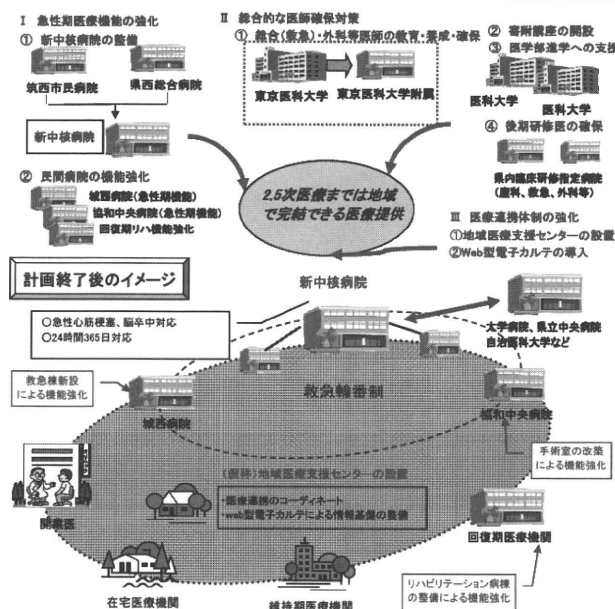 Ⅰ 急性期医療機能の強化
① 新中核病院の整備
筑西市民病院
県西総合病院
新中核病院
② 民間病院の機能強化
城西病院(急性期機能)
協和中央病院(急性期機能)
回復期リハ機能強化
Ⅱ 総合的な医師確保対策
① 総合(救急)・外科等医師の教育・養成・確保
東京医科大学
東京医科大学附属
② 寄附講座の開設
③ 医学部進学への支援
医科大学
医科大学
④ 後期研修医の確保
県内臨床研修指定病院
(産科、救急、外科等)
2.5次医療までは地域
で完結できる医療提供
Ⅲ 医療連携体制の強化
①地域医療支援センターの設置
②Web型電子カルテの導入
計画終了後のイメージ
新中核病院
○急性心筋梗塞、脳卒中対応
○24時間365日対応
大学病院、県立中央病院
自治医科大学など
救急棟新設
による機能強化
救急輪番制
城西病院
協和中央病院
手術室の改築
による機能強化
(仮称)地域医療支援センターの設置
・医療連携のコーディネート
・web型電子カルテによる情報基盤の整備
開業医
回復期医療機関
在宅医療機関
維持期医療機関
リハビリテーション病棟
の整備による機能強化